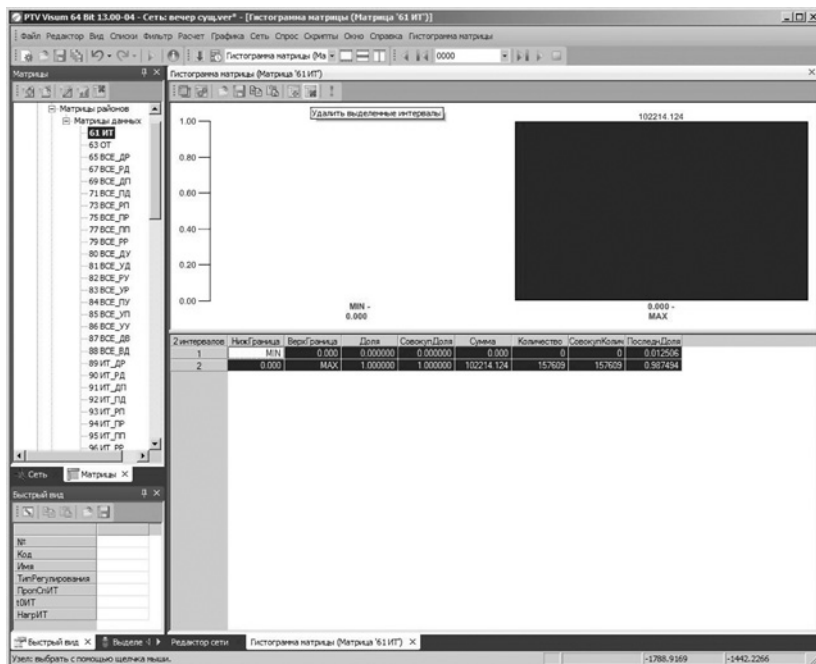 PTV Visum 64 Bit 13.00-04 - Сеть: вечер сущ.ver* - [Гистограмма матрицы (Матрица '61 ИТ')]
Файл Редактор Вид Списки Фильтр Расчет Графика Сеть Спрос Скрипты Окно Справка Гистограмма матрицы
Гистограмма матрицы (Ма
0000
Матрицы
Матрицы районов
Матрицы данных
61 ИТ
63 ОТ
65 ВСЕ_ДР
67 ВСЕ_РД
69 ВСЕ_ДП
71 ВСЕ_ПД
73 ВСЕ_РП
75 ВСЕ_ПР
77 ВСЕ_ПП
79 ВСЕ_РР
80 ВСЕ_ДУ
81 ВСЕ_УД
82 ВСЕ_РУ
83 ВСЕ_УР
84 ВСЕ_ПУ
85 ВСЕ_УП
86 ВСЕ_УУ
87 ВСЕ_ДВ
88 ВСЕ_ВД
89 ИТ_ДР
90 ИТ_РД
91 ИТ_ДП
92 ИТ_ПД
93 ИТ_РП
94 ИТ_ПР
95 ИТ_ПП
96 ИТ_РР
Сеть Матрицы
Быстрый вид
№
Код
Имя
ТипРегулирования
ПропСпИТ
t0ИТ
НагрИТ
Быстрый вид Выделе
Гистограмма матрицы (Матрица '61 ИТ')
Удалить выделенные интервалы
1.00
0.80
0.60
0.40
0.20
0.00
102214.124
MIN -
0.000
0.000 -
MAX
2 интервалов НижГраница ВерхГраница Доля СовокупДоля Сумма Количество СовокупКолич ПоследнДоля
1 MIN 0.000 0.000000 0.000000 0.000 0 0 0.012506
2 0.000 MAX 1.000000 1.000000 102214.124 157609 157609 0.987494
Редактор сети Гистограмма матрицы (Матрица '61 ИТ')
Узел: выбрать с помощью щелчка мыши.
-1788.9169 -1442.2266